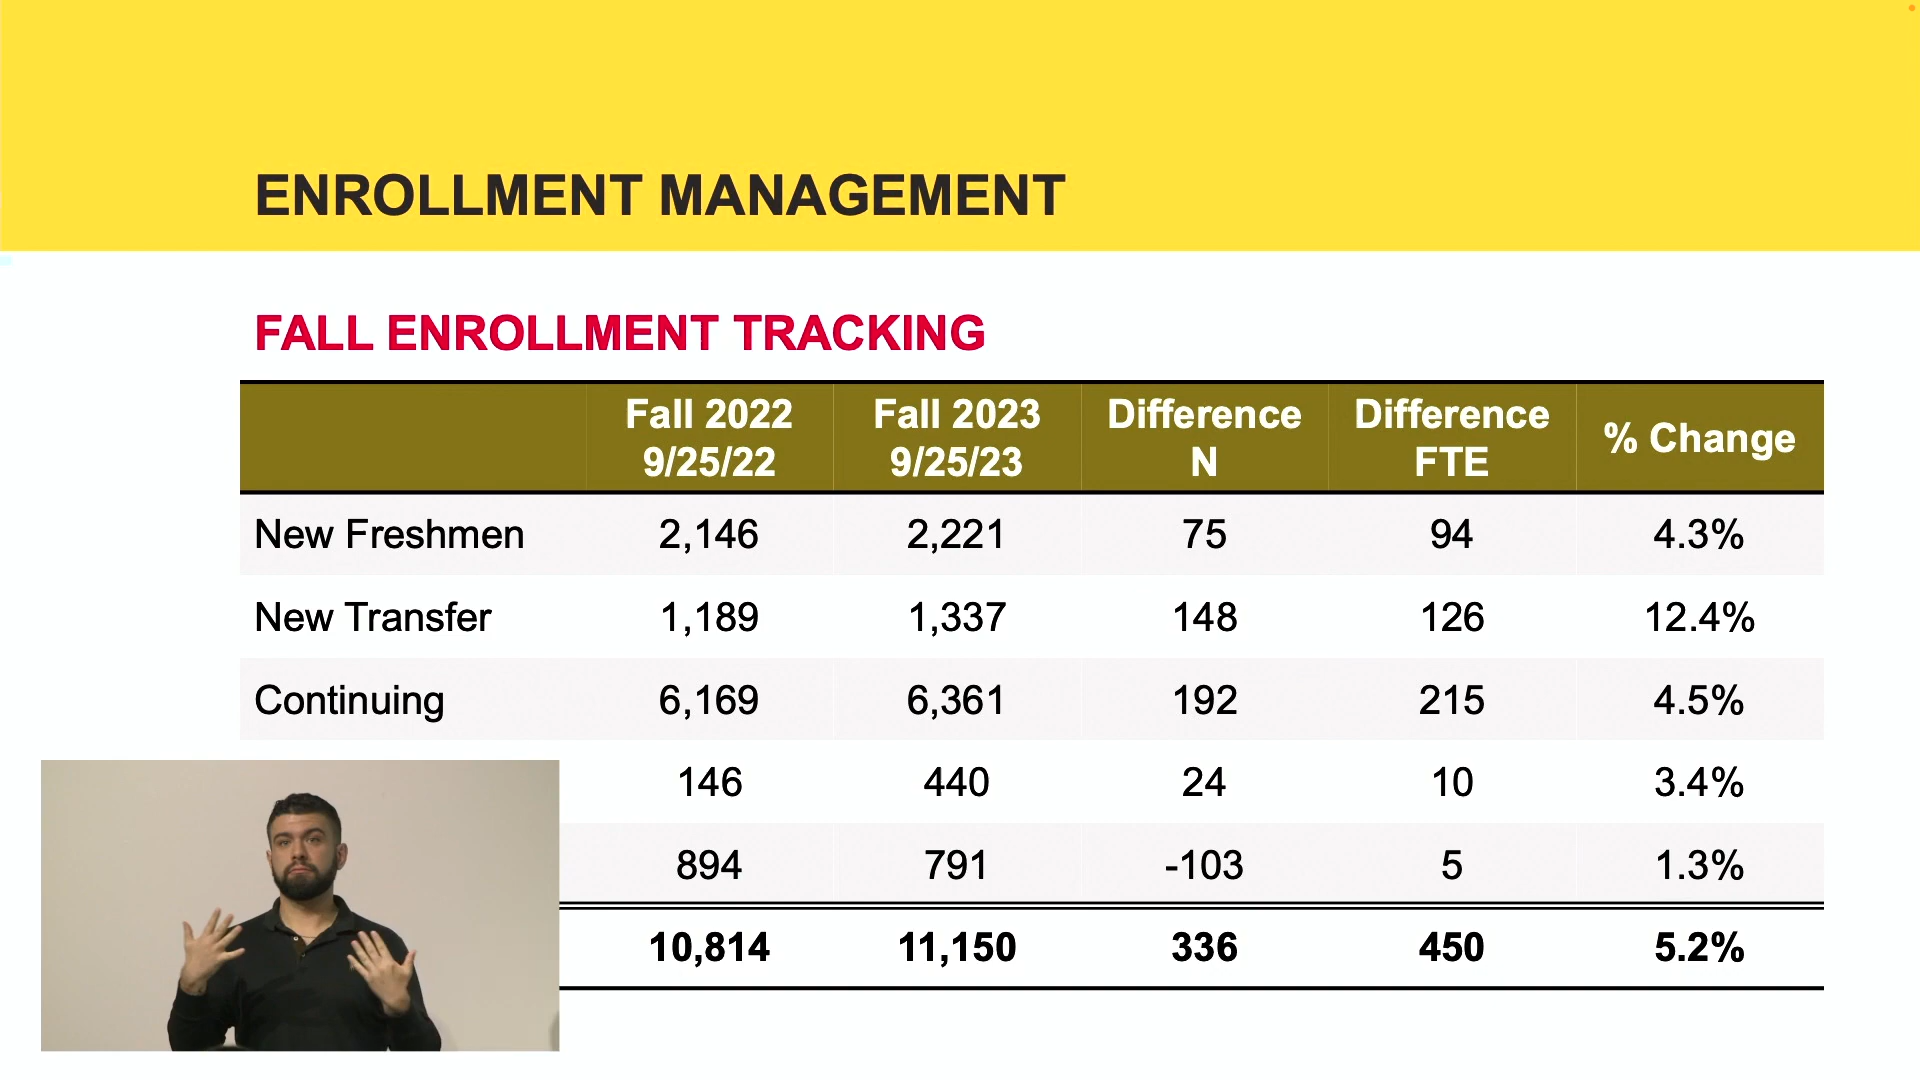 ENROLLMENT MANAGEMENT
FALL ENROLLMENT TRACKING
Fall 2022 9/25/22 Fall 2023 9/25/23 Difference N Difference FTE % Change
New Freshmen 2,146 2,221 75 94 4.3%
New Transfer 1,189 1,337 148 126 12.4%
Continuing 6,169 6,361 192 215 4.5%
146 440 24 10 3.4%
894 791 -103 5 1.3%
10,814 11,150 336 450 5.2%